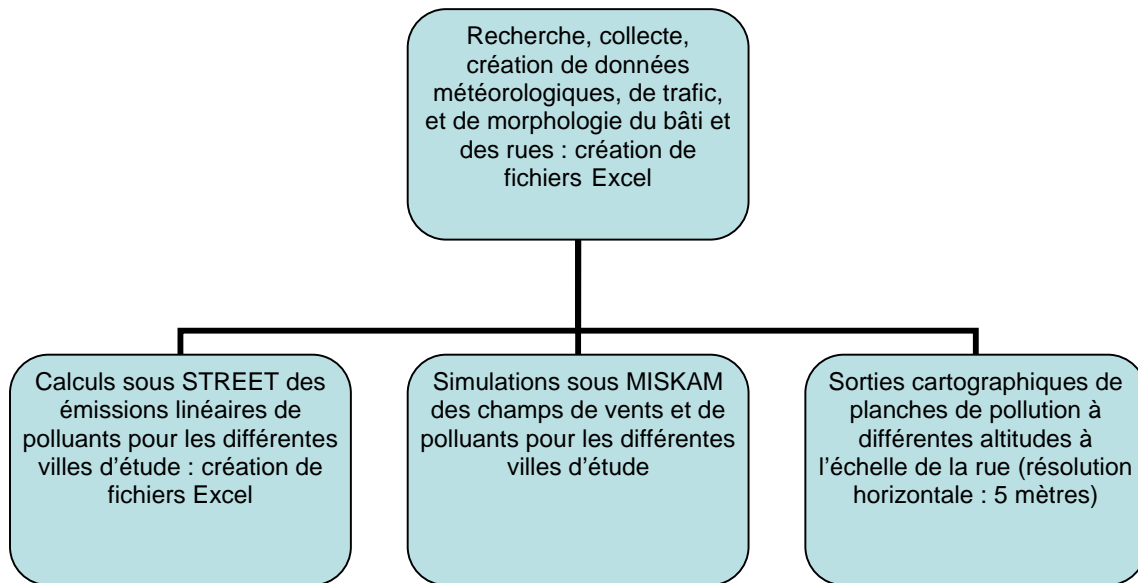 Recherche, collecte,
création de données
météorologiques, de trafic,
et de morphologie du bâti et
des rues : création de
fichiers Excel
Calculs sous STREET des
émissions linéaires de
polluants pour les différentes
villes d’étude : création de
fichiers Excel
Simulations sous MISKAM
des champs de vents et de
polluants pour les différentes
villes d’étude
Sorties cartographiques de
planches de pollution à
différentes altitudes à
l’échelle de la rue (résolution
horizontale : 5 mètres)